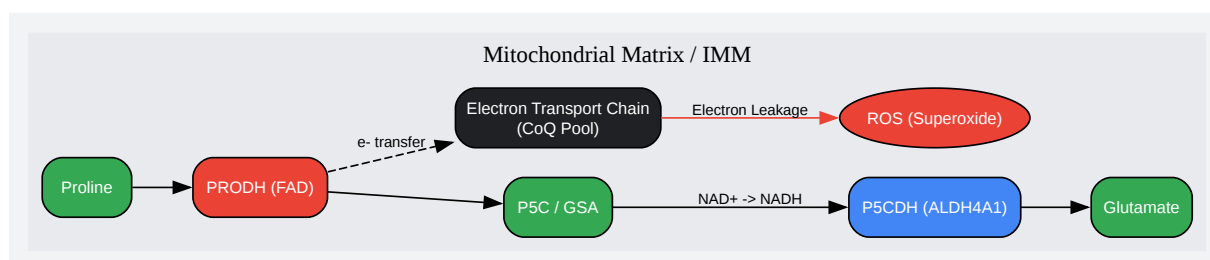 Mitochondrial Matrix / IMM
Electron Transport Chain
(CoQ Pool)
Electron Leakage
ROS (Superoxide)
e- transfer
Proline
PRODH (FAD)
P5C / GSA
NAD+ -> NADH
P5CDH (ALDH4A1)
Glutamate